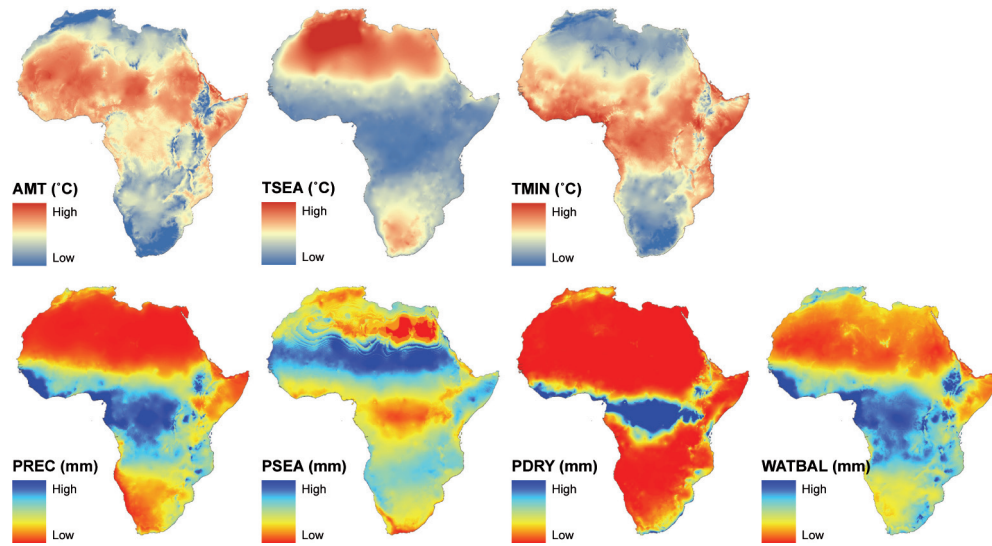 AMT (˚C)
High
Low
TSEA (˚C)
High
Low
TMIN (˚C)
High
Low
PREC (mm)
High
Low
PSEA (mm)
High
Low
PDRY (mm)
High
Low
WATBAL (mm)
High
Low